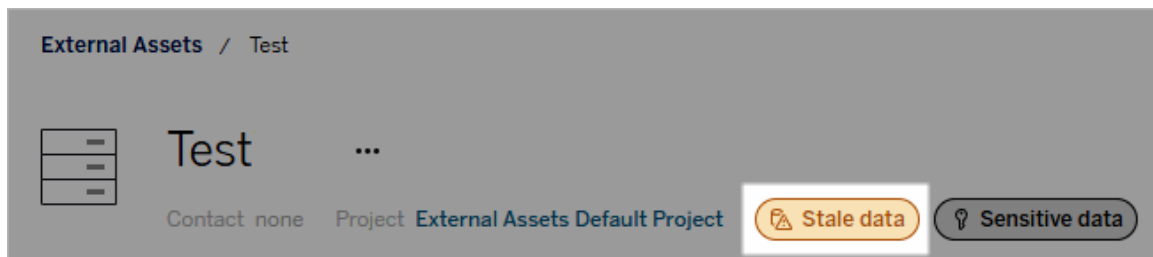 External Assets / Test
Test ...
Contact none Project External Assets Default Project Stale data Sensitive data